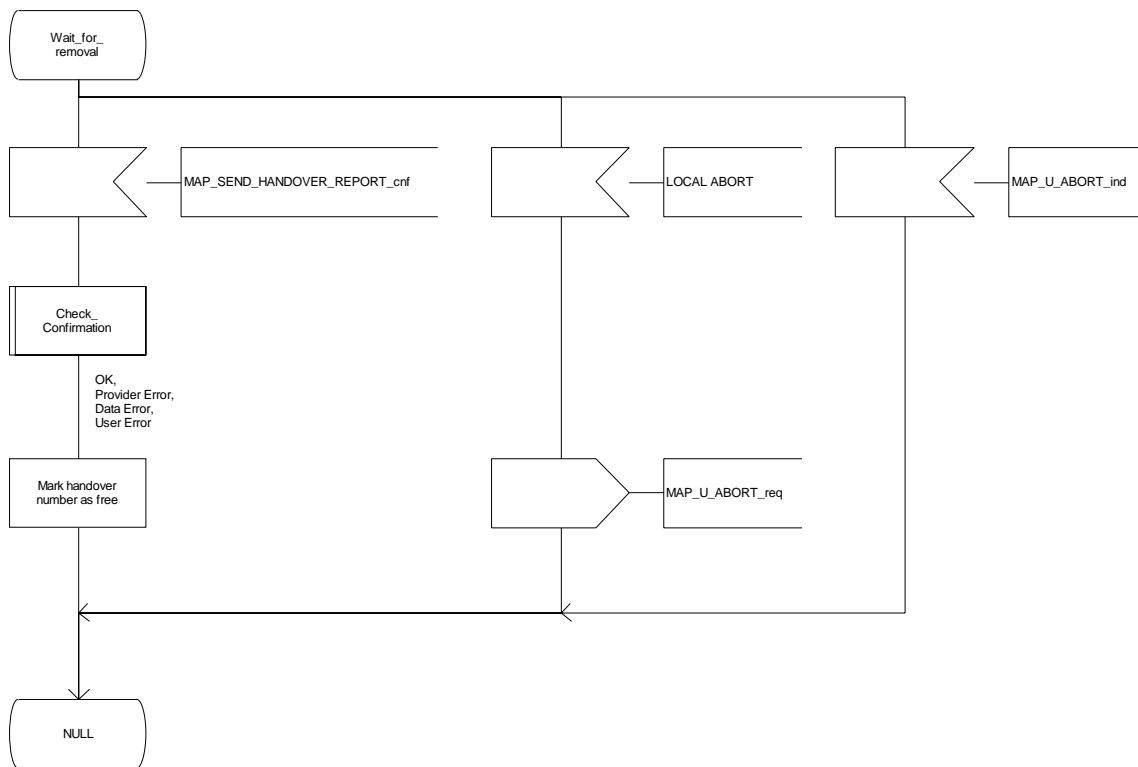 Wait_for_
removal
MAP_SEND_HANDOVER_REPORT_cnf
LOCAL ABORT
MAP_U_ABORT_ind
Check_
Confirmation
OK,
Provider Error,
Data Error,
User Error
Mark handover
number as free
MAP_U_ABORT_req
NULL